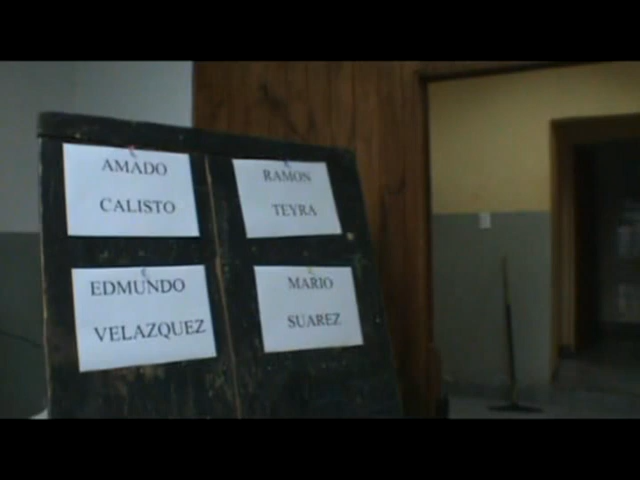 AMADO
CALISTO
RAMON
TEYRA
EDMUNDO
VELAZQUEZ
MARIO
SUAREZ